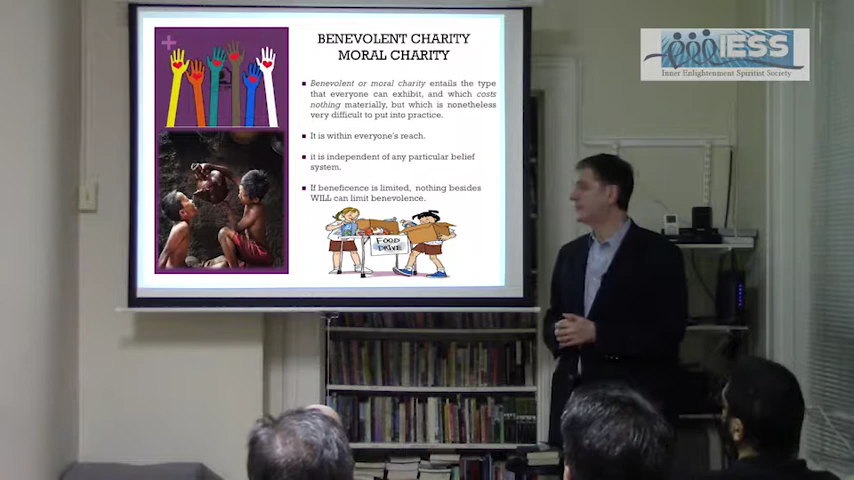 BENEVOLENT CHARITY
MORAL CHARITY
Benevolent or moral charity entails the type
that everyone can exhibit, and which costs
nothing materially, but which is nonetheless
very difficult to put into practice.
It is within everyone's reach.
it is independent of any particular belief
system.
If beneficence is limited, nothing besides
WILL can limit benevolence.
FOOD
DRIVE
IESS
Inner Enlightenment Spiritist Society